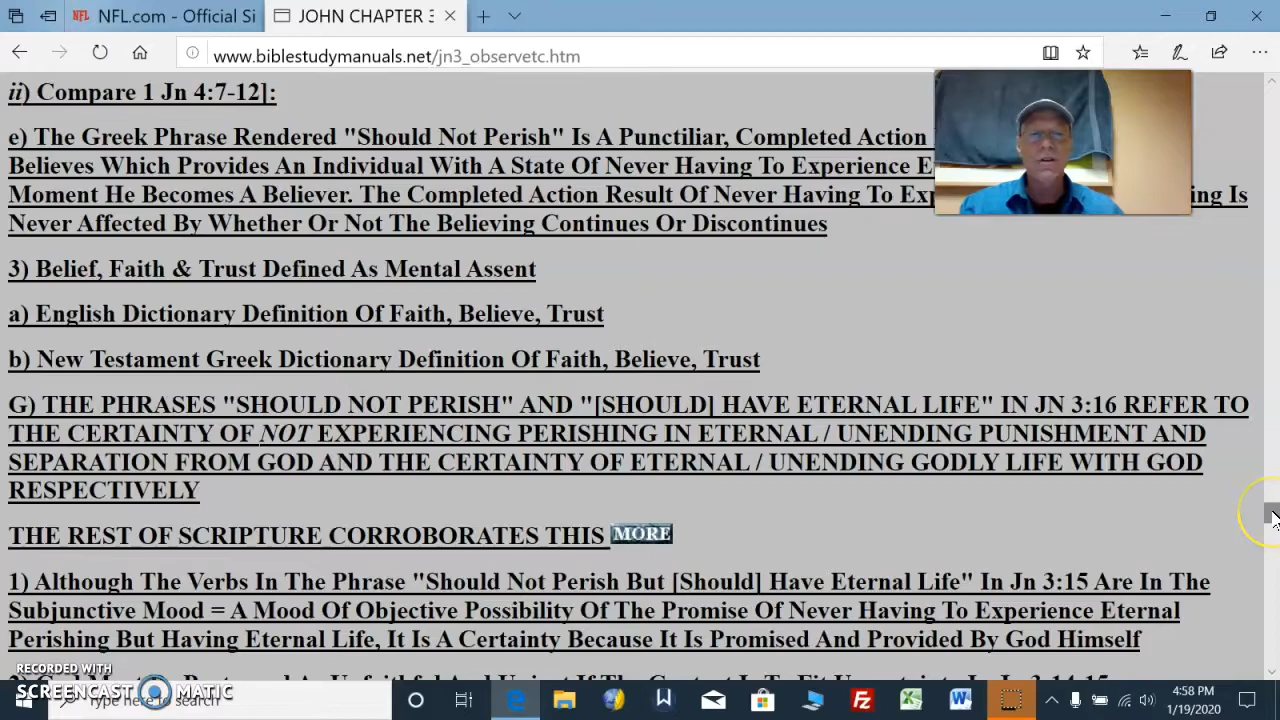 NFL.com - Official Si
JOHN CHAPTER 3
www.biblestudymanuals.net/jn3_observetc.htm
ii) Compare 1 Jn 4:7-12]:
e) The Greek Phrase Rendered "Should Not Perish" Is A Punctiliar, Completed Action
Believes Which Provides An Individual With A State Of Never Having To Experience E
Moment He Becomes A Believer. The Completed Action Result Of Never Having To Exp ing Is
Never Affected By Whether Or Not The Believing Continues Or Discontinues
3) Belief, Faith & Trust Defined As Mental Assent
a) English Dictionary Definition Of Faith, Believe, Trust
b) New Testament Greek Dictionary Definition Of Faith, Believe, Trust
G) THE PHRASES "SHOULD NOT PERISH" AND "[SHOULD] HAVE ETERNAL LIFE" IN JN 3:16 REFER TO
THE CERTAINTY OF NOT EXPERIENCING PERISHING IN ETERNAL / UNENDING PUNISHMENT AND
SEPARATION FROM GOD AND THE CERTAINTY OF ETERNAL / UNENDING GODLY LIFE WITH GOD
RESPECTIVELY
THE REST OF SCRIPTURE CORROBORATES THIS MORE
1) Although The Verbs In The Phrase "Should Not Perish But [Should] Have Eternal Life" In Jn 3:15 Are In The
Subjunctive Mood = A Mood Of Objective Possibility Of The Promise Of Never Having To Experience Eternal
Perishing But Having Eternal Life, It Is A Certainty Because It Is Promised And Provided By God Himself
RECORDED WITH
SCREENCAST MATIC
Type here to search
4:58 PM
1/19/2020